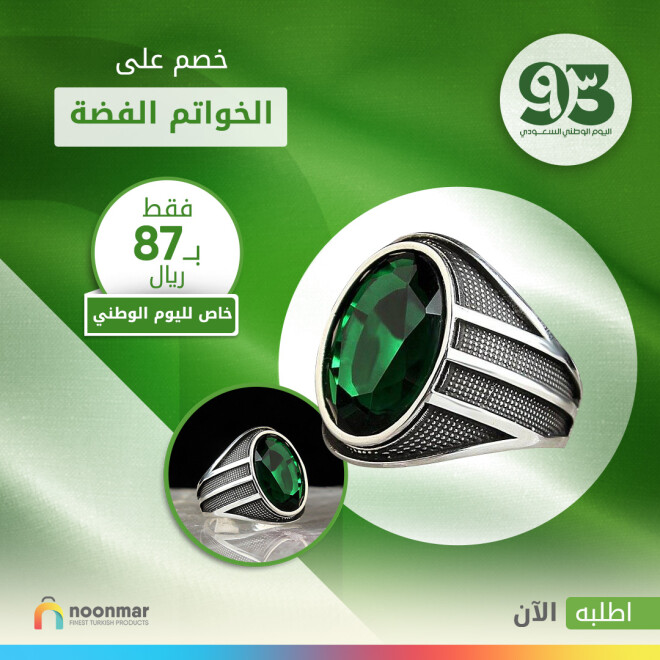 خصم على
الخواتم الفضة
93
اليوم الوطني السعودي
فقط
بـ87
ريال
خاص لليوم الوطني
noonmar
FINEST TURKISH PRODUCTS
اطلبه الآن